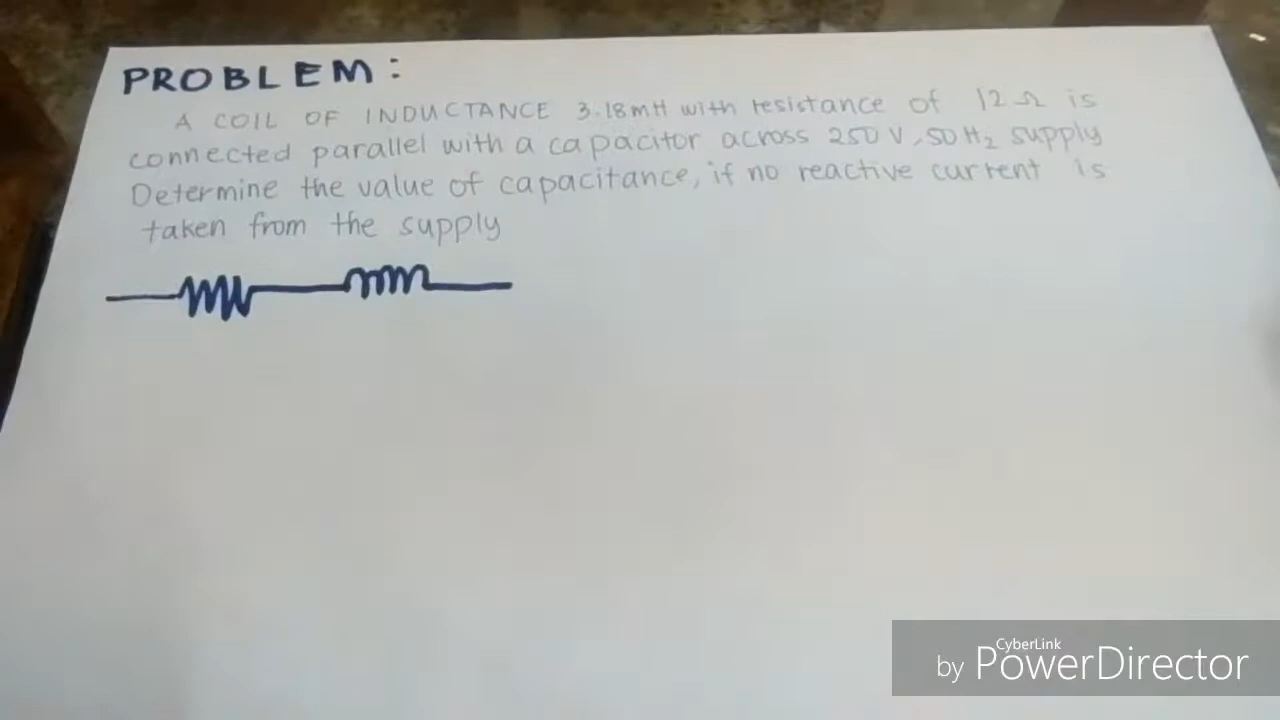 PROBLEM:
A COIL OF INDUCTANCE 3.18mH with resistance of 12 Ω is
connected parallel with a capacitor across 250 V, 50 Hz supply
Determine the value of capacitance, if no reactive current is
taken from the supply
CyberLink
by PowerDirector